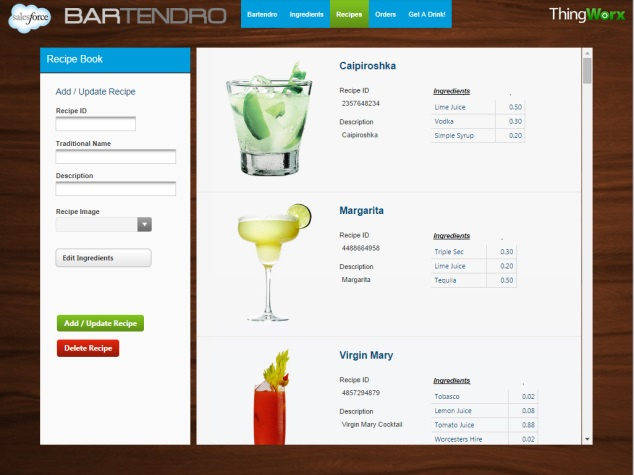 salesforce
BARTENDRO
Bartendro Ingredients Recipes Orders Get A Drink!
ThingWorx
Recipe Book
Add / Update Recipe
Recipe ID
Traditional Name
Description
Recipe Image
Edit Ingredients
Add / Update Recipe
Delete Recipe
Caipiroshka
Recipe ID
2357648234
Description
Caipiroshka
Ingredients
Lime Juice 0.50
Vodka 0.30
Simple Syrup 0.20
Margarita
Recipe ID
4488664958
Description
Margarita
Ingredients
Triple Sec 0.30
Lime Juice 0.20
Tequila 0.50
Virgin Mary
Recipe ID
4857294879
Description
Virgin Mary Cocktail
Ingredients
Tobasco 0.02
Lemon Juice 0.08
Tomato Juice 0.88
Worcesters Hire 0.02